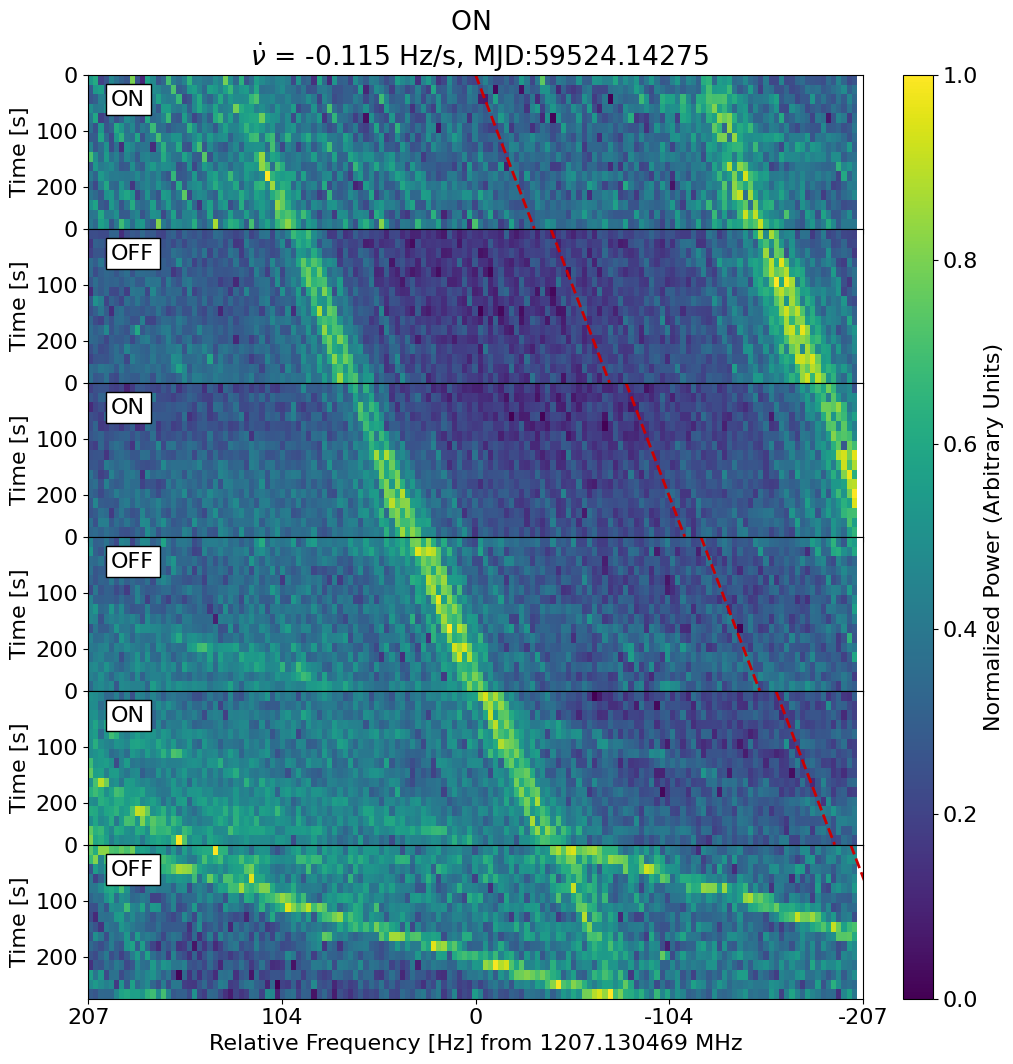 ON
ν̇ = -0.115 Hz/s, MJD:59524.14275
0
ON
100
200
Time [s]
0
OFF
100
200
Time [s]
0
ON
100
200
Time [s]
0
OFF
100
200
Time [s]
0
ON
100
200
Time [s]
0
OFF
100
200
Time [s]
207 104 0 -104 -207
Relative Frequency [Hz] from 1207.130469 MHz
1.0
0.8
0.6
0.4
0.2
0.0
Normalized Power (Arbitrary Units)